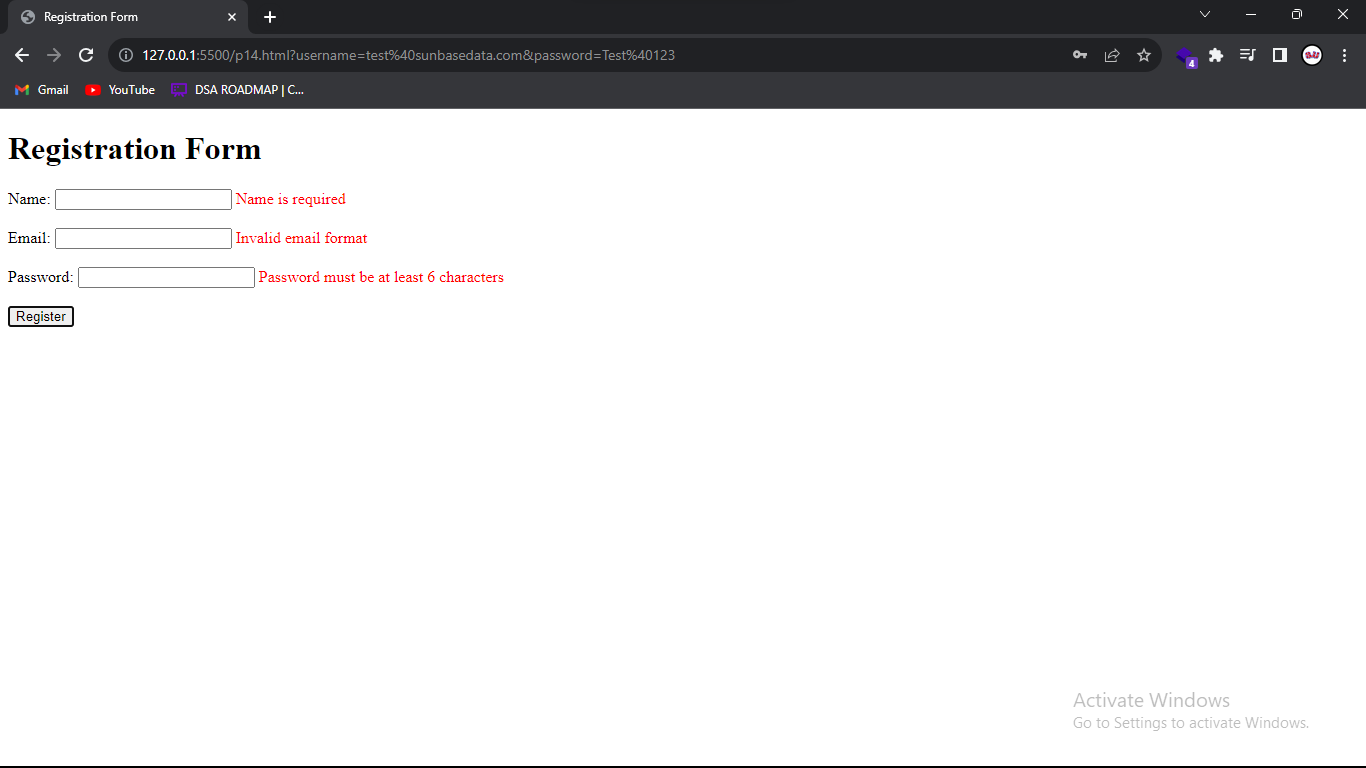 Registration Form
127.0.0.1:5500/p14.html?username=test%40sunbasedata.com&password=Test%40123
4
Gmail YouTube DSA ROADMAP | C...
Registration Form
Name: Name is required
Email: Invalid email format
Password: Password must be at least 6 characters
Register
Activate Windows
Go to Settings to activate Windows.